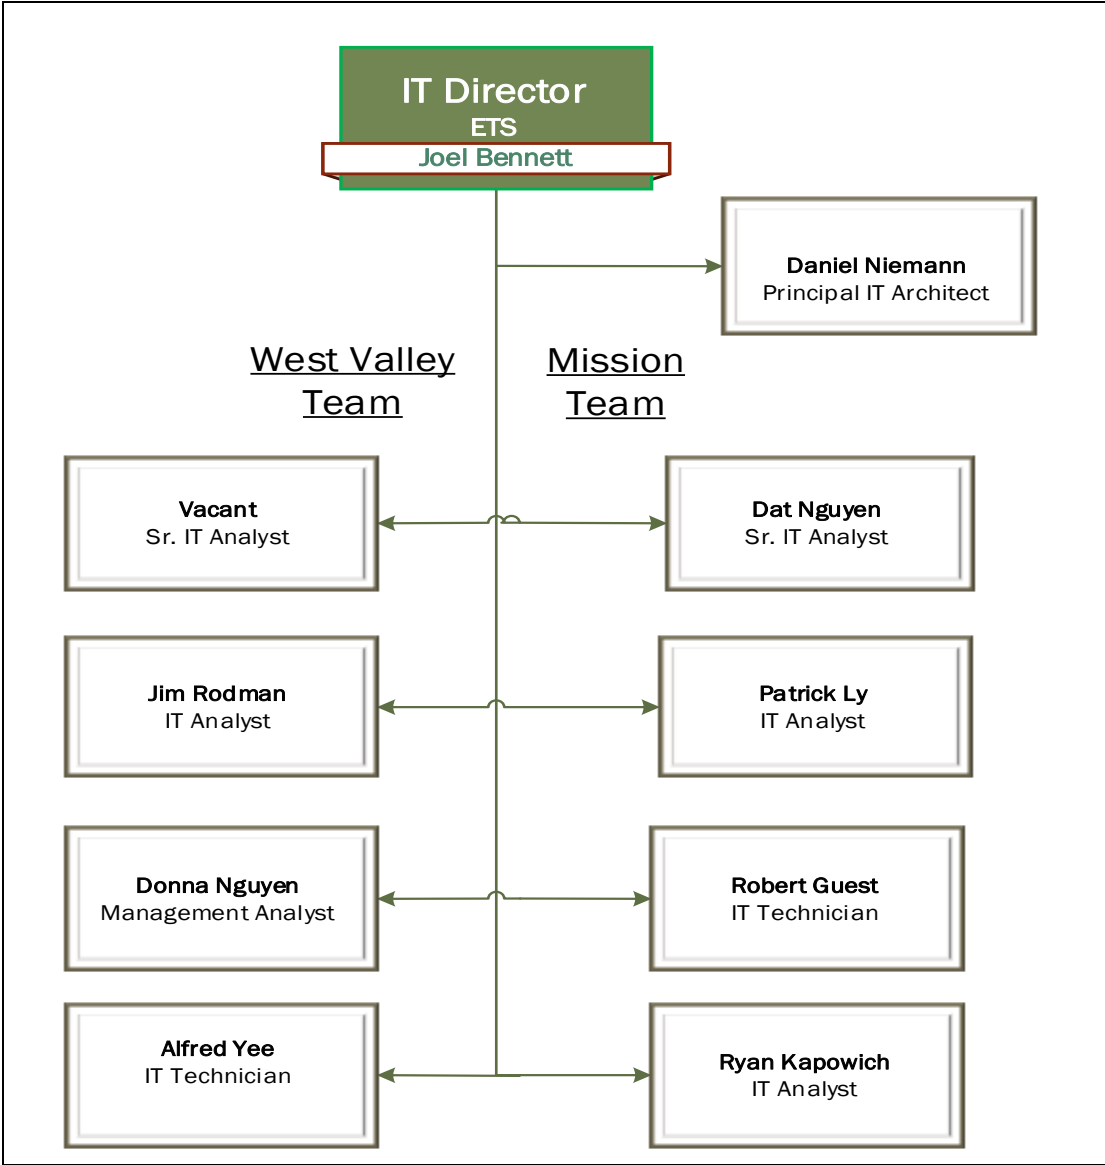 IT Director
ETS
Joel Bennett
Daniel Niemann
Principal IT Architect
West Valley
Team
Mission
Team
Vacant
Sr. IT Analyst
Dat Nguyen
Sr. IT Analyst
Jim Rodman
IT Analyst
Patrick Ly
IT Analyst
Donna Nguyen
Management Analyst
Robert Guest
IT Technician
Alfred Yee
IT Technician
Ryan Kapowich
IT Analyst